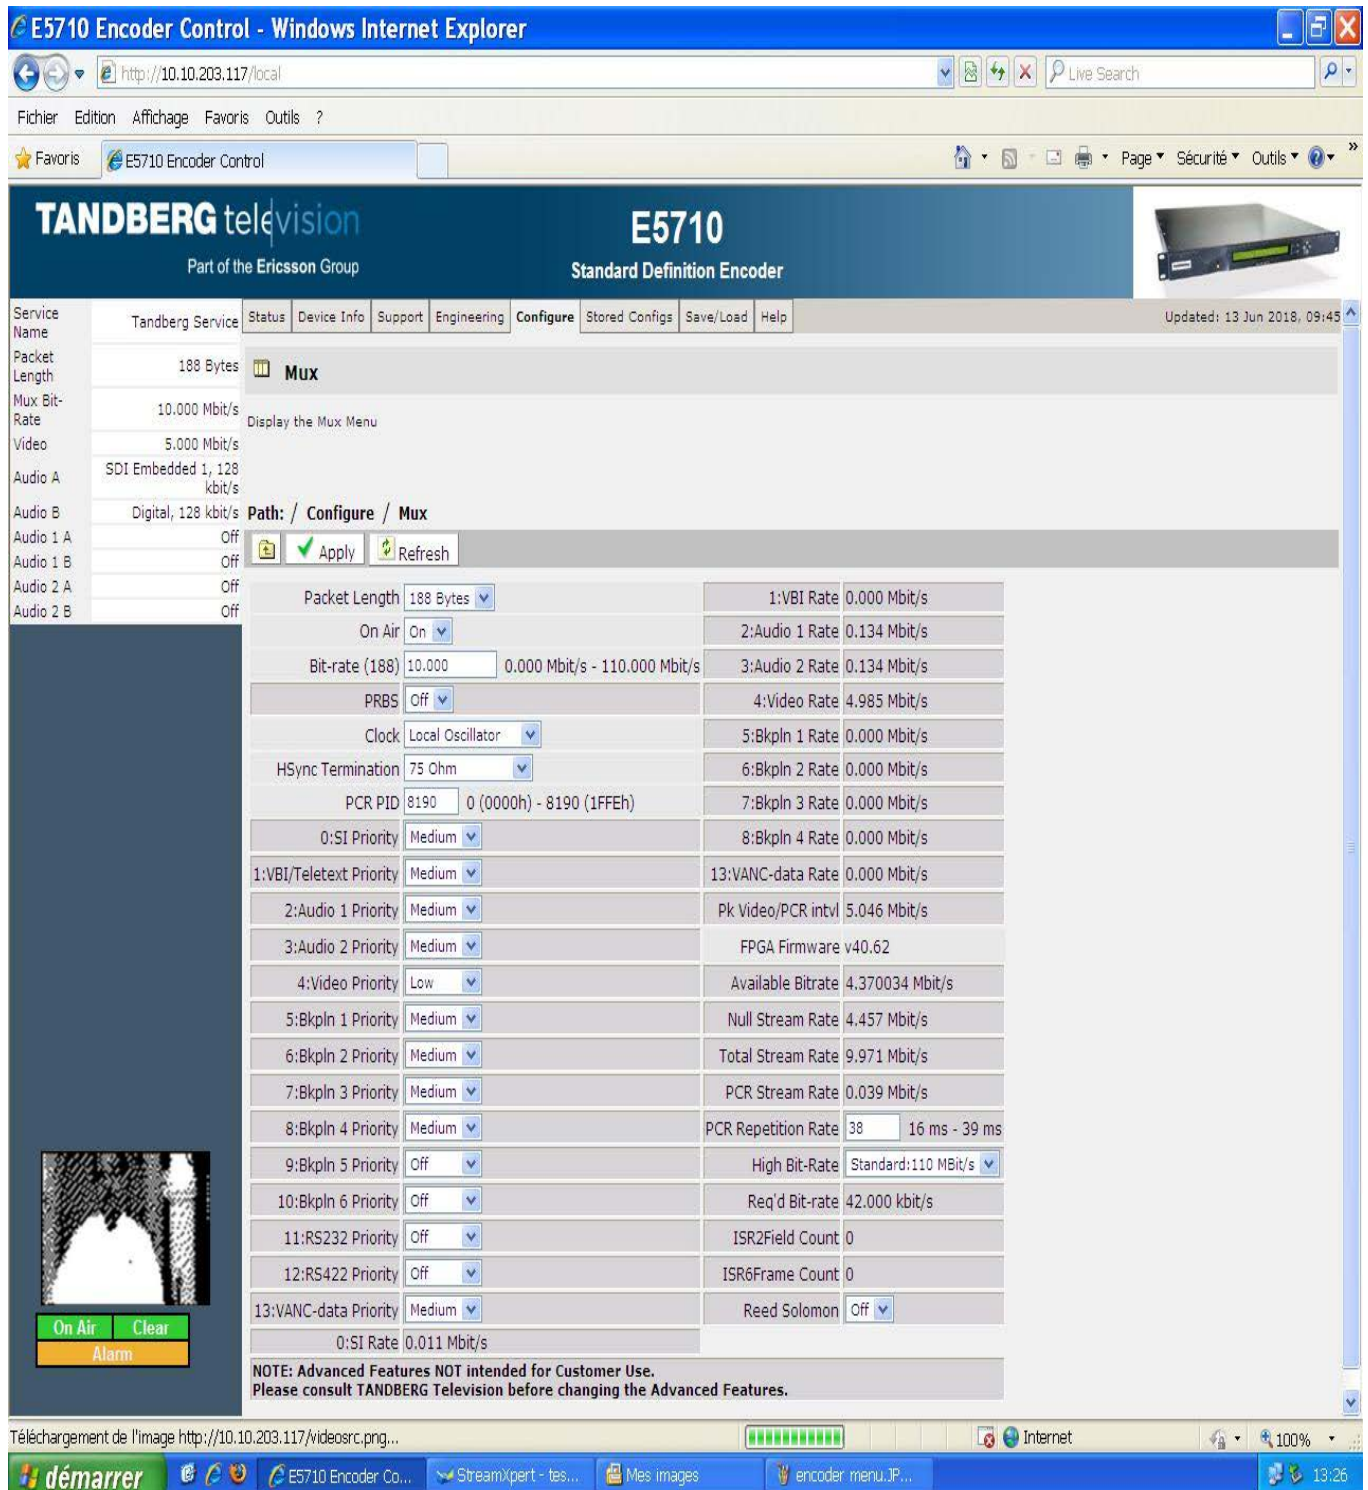 E5710 Encoder Control - Windows Internet Explorer
http://10.10.203.117/local
Live Search
Fichier Edition Affichage Favoris Outils ?
Favoris E5710 Encoder Control Page Sécurité Outils »
TANDBERG television
Part of the Ericsson Group
E5710
Standard Definition Encoder
Service Name Tandberg Service
Packet Length 188 Bytes
Mux Bit-Rate 10.000 Mbit/s
Video 5.000 Mbit/s
Audio A SDI Embedded 1, 128 kbit/s
Audio B Digital, 128 kbit/s
Audio 1 A Off
Audio 1 B Off
Audio 2 A Off
Audio 2 B Off
Status Device Info Support Engineering Configure Stored Configs Save/Load Help Updated: 13 Jun 2018, 09:45
Mux
Display the Mux Menu
Path: / Configure / Mux
Apply Refresh
Packet Length 188 Bytes
On Air On
Bit-rate (188) 10.000 0.000 Mbit/s - 110.000 Mbit/s
PRBS Off
Clock Local Oscillator
HSync Termination 75 Ohm
PCR PID 8190 0 (0000h) - 8190 (1FFEh)
0:SI Priority Medium
1:VBI/Teletext Priority Medium
2:Audio 1 Priority Medium
3:Audio 2 Priority Medium
4:Video Priority Low
5:Bkpln 1 Priority Medium
6:Bkpln 2 Priority Medium
7:Bkpln 3 Priority Medium
8:Bkpln 4 Priority Medium
9:Bkpln 5 Priority Off
10:Bkpln 6 Priority Off
11:RS232 Priority Off
12:RS422 Priority Off
13:VANC-data Priority Medium
0:SI Rate 0.011 Mbit/s
1:VBI Rate 0.000 Mbit/s
2:Audio 1 Rate 0.134 Mbit/s
3:Audio 2 Rate 0.134 Mbit/s
4:Video Rate 4.985 Mbit/s
5:Bkpln 1 Rate 0.000 Mbit/s
6:Bkpln 2 Rate 0.000 Mbit/s
7:Bkpln 3 Rate 0.000 Mbit/s
8:Bkpln 4 Rate 0.000 Mbit/s
13:VANC-data Rate 0.000 Mbit/s
Pk Video/PCR intvl 5.046 Mbit/s
FPGA Firmware v40.62
Available Bitrate 4.370034 Mbit/s
Null Stream Rate 4.457 Mbit/s
Total Stream Rate 9.971 Mbit/s
PCR Stream Rate 0.039 Mbit/s
PCR Repetition Rate 38 16 ms - 39 ms
High Bit-Rate Standard:110 MBit/s
Req'd Bit-rate 42.000 kbit/s
ISR2Field Count 0
ISR6Frame Count 0
Reed Solomon Off
NOTE: Advanced Features NOT intended for Customer Use.
Please consult TANDBERG Television before changing the Advanced Features.
On Air Clear
Alarm
Téléchargement de l'image http://10.10.203.117/videosrc.png... Internet 100%
démarrer E5710 Encoder Co... StreamXpert - tes... Mes images encoder menu.JP... 13:26